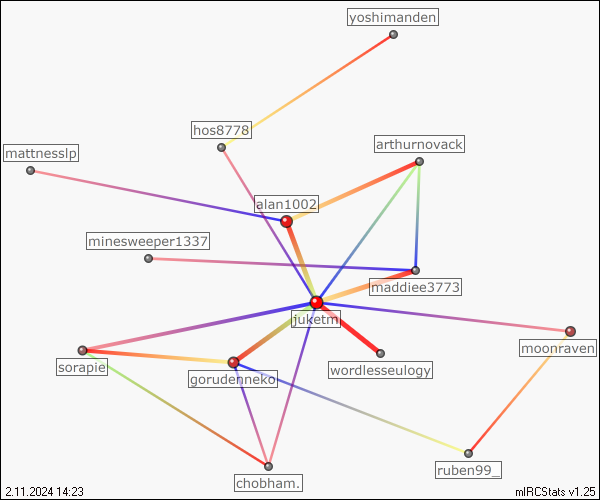 yoshimanden
hos8778
arthurnovack
mattnesslp
alan1002
minesweeper1337
maddiee3773
juketm
moonraven
sorapie
wordlesseulogy
gorudenneko
ruben99_
chobham.
2.11.2024 14:23
mIRCStats v1.25